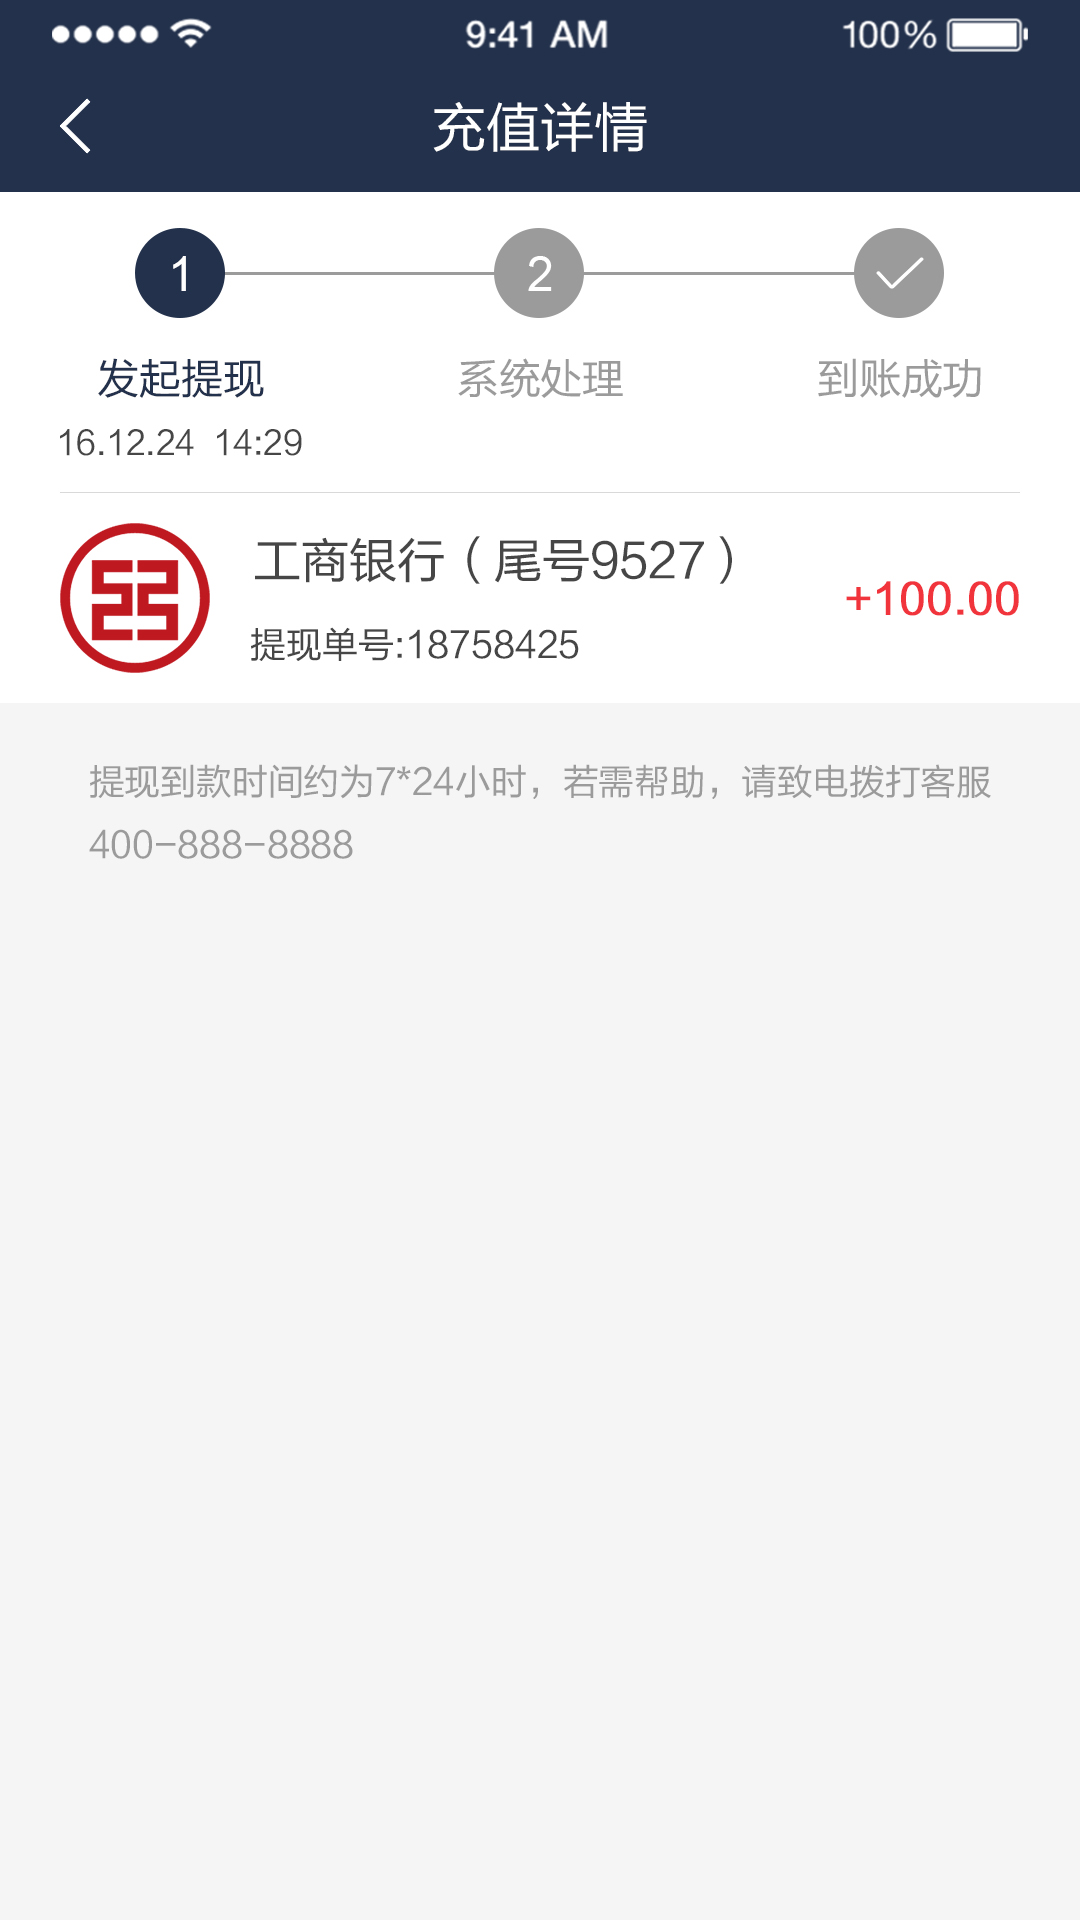 9:41 AM
100%
充值详情
1
2
发起提现
系统处理
到账成功
16.12.24 14:29
工商银行（尾号9527）
+100.00
提现单号:18758425
提现到款时间约为7*24小时，若需帮助，请致电拨打客服
400-888-8888